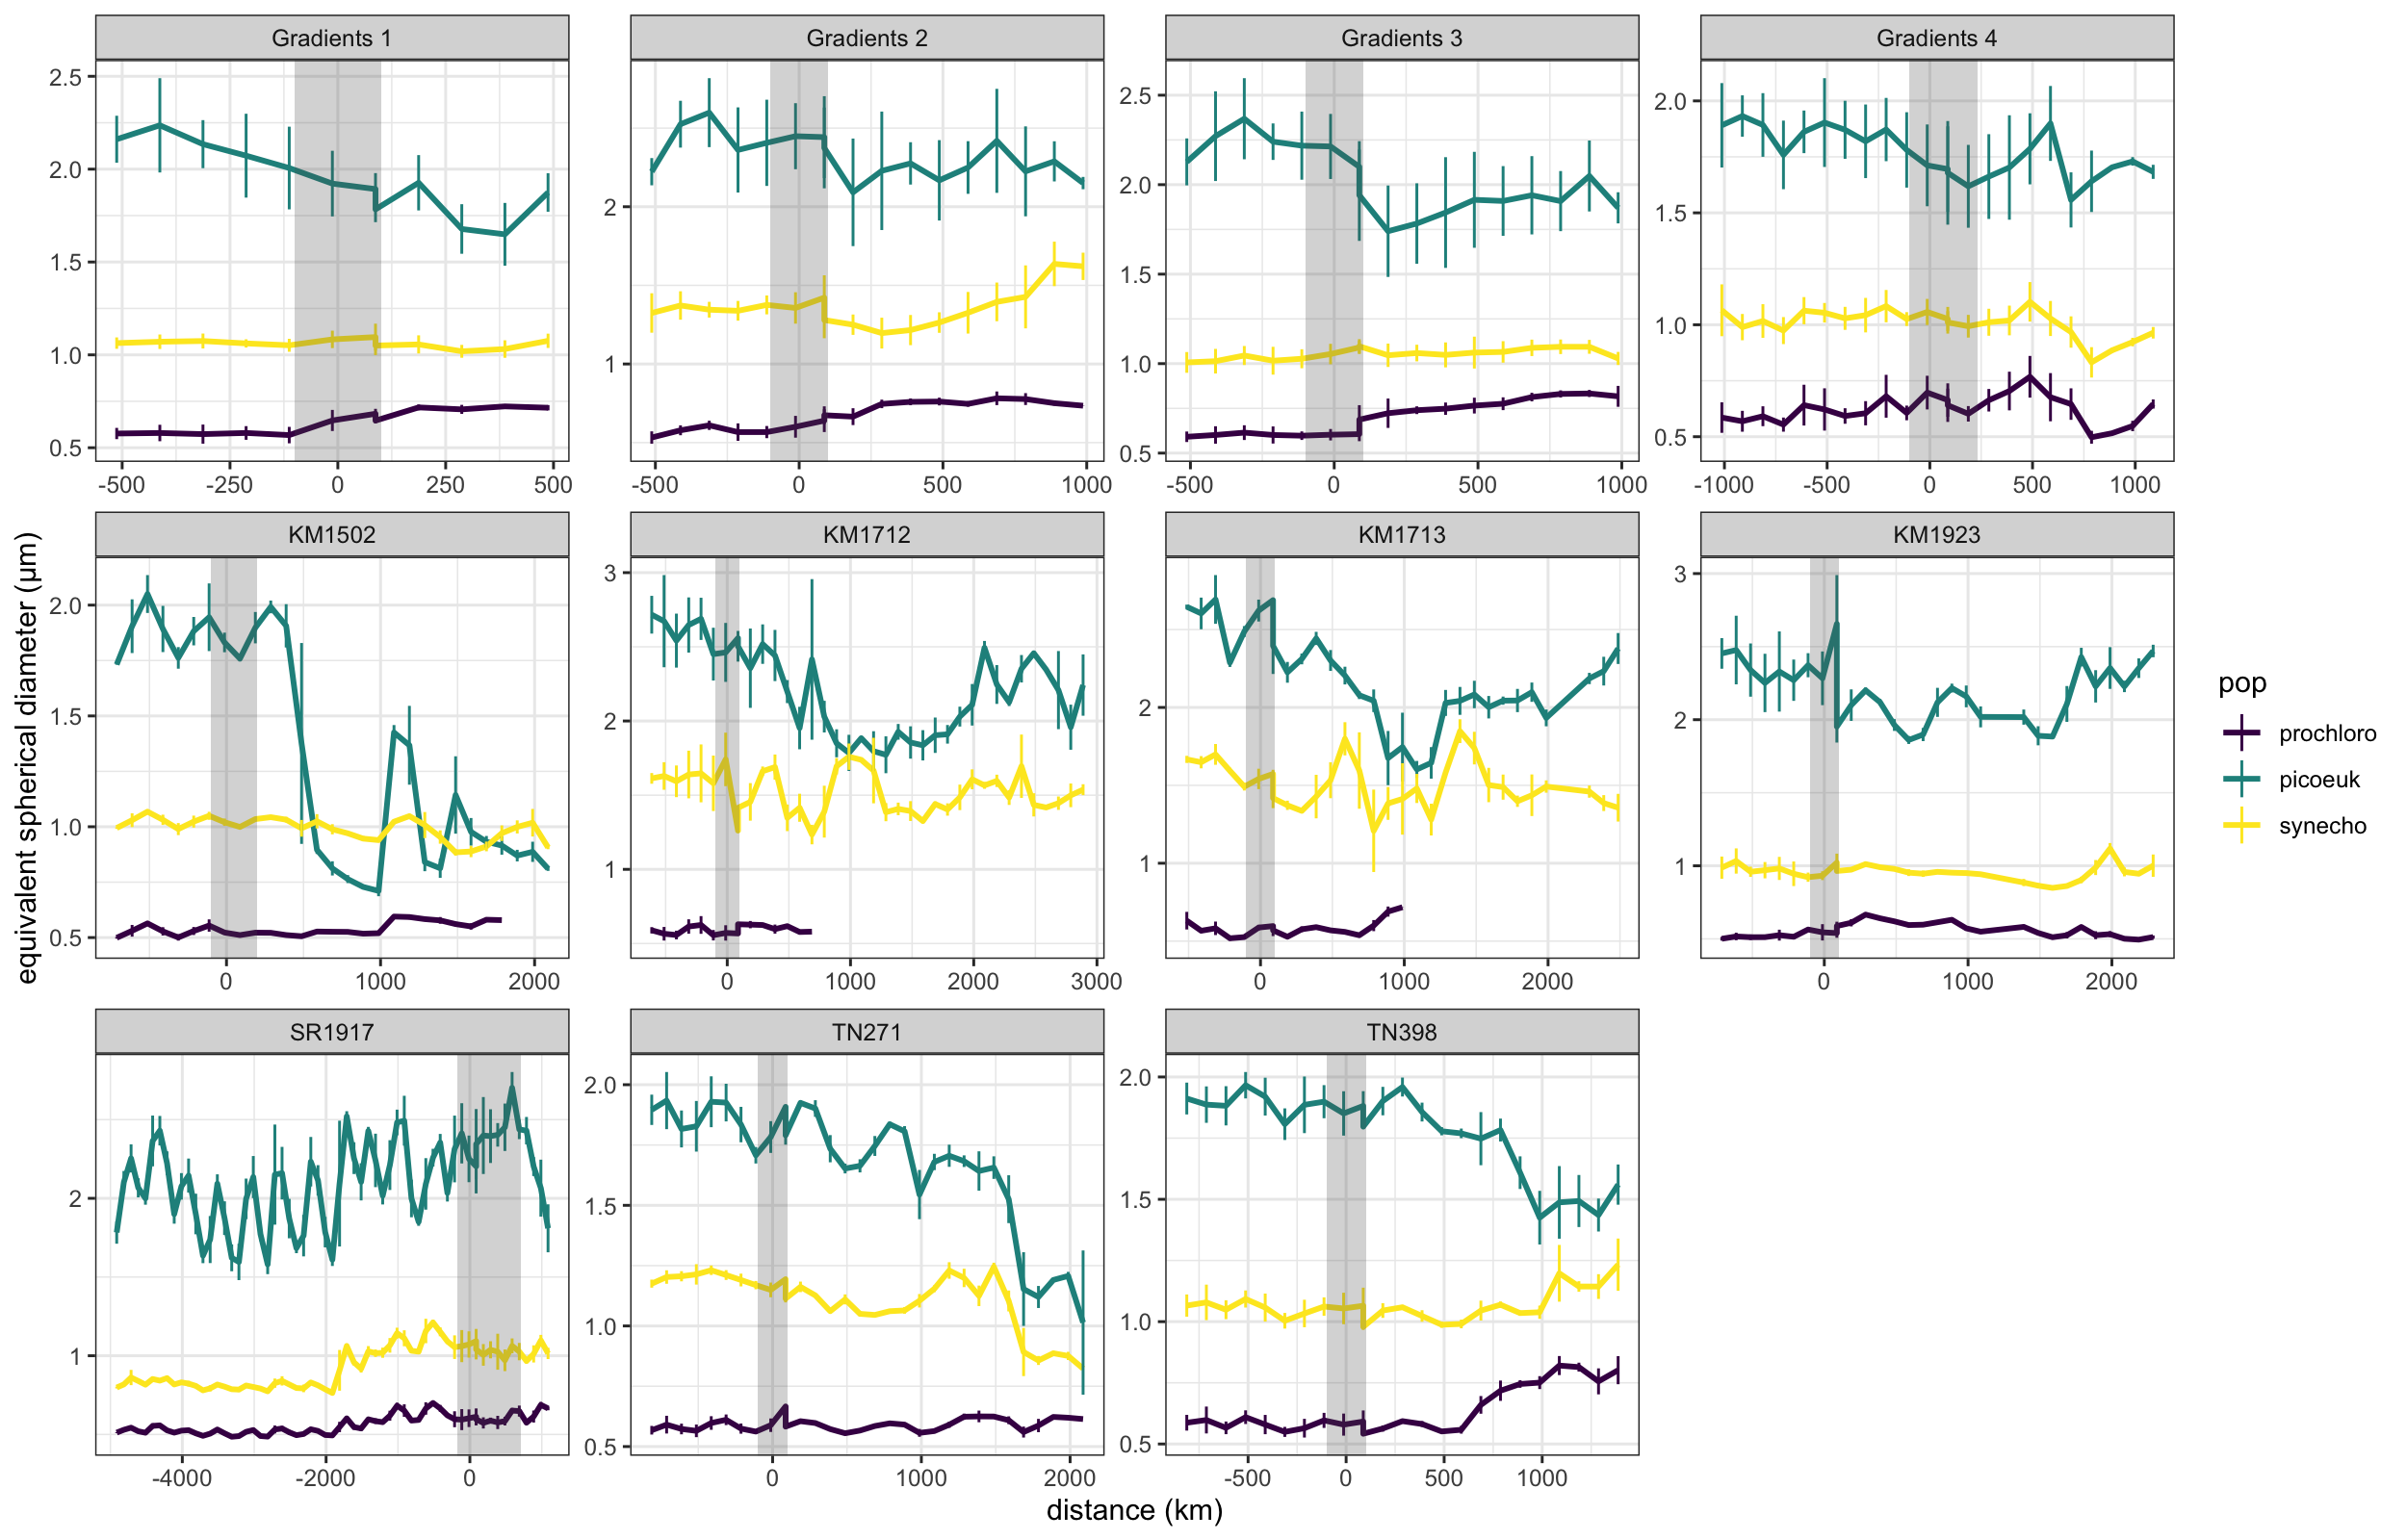 Gradients 1
Gradients 2
Gradients 3
Gradients 4
2.5
2.0
1.5
1.0
0.5
2
1
2.5
2.0
1.5
1.0
0.5
2.0
1.5
1.0
0.5
-500 -250 0 250 500
-500 0 500 1000
-500 0 500 1000
-1000 -500 0 500 1000
KM1502
KM1712
KM1713
KM1923
2.0
1.5
1.0
0.5
3
2
1
2
1
3
2
1
0 1000 2000
0 1000 2000 3000
0 1000 2000
0 1000 2000
SR1917
TN271
TN398
2
1
2.0
1.5
1.0
0.5
2.0
1.5
1.0
0.5
-4000 -2000 0
0 1000 2000
-500 0 500 1000
distance (km)
equivalent spherical diameter (μm)
pop
prochloro
picoeuk
synecho